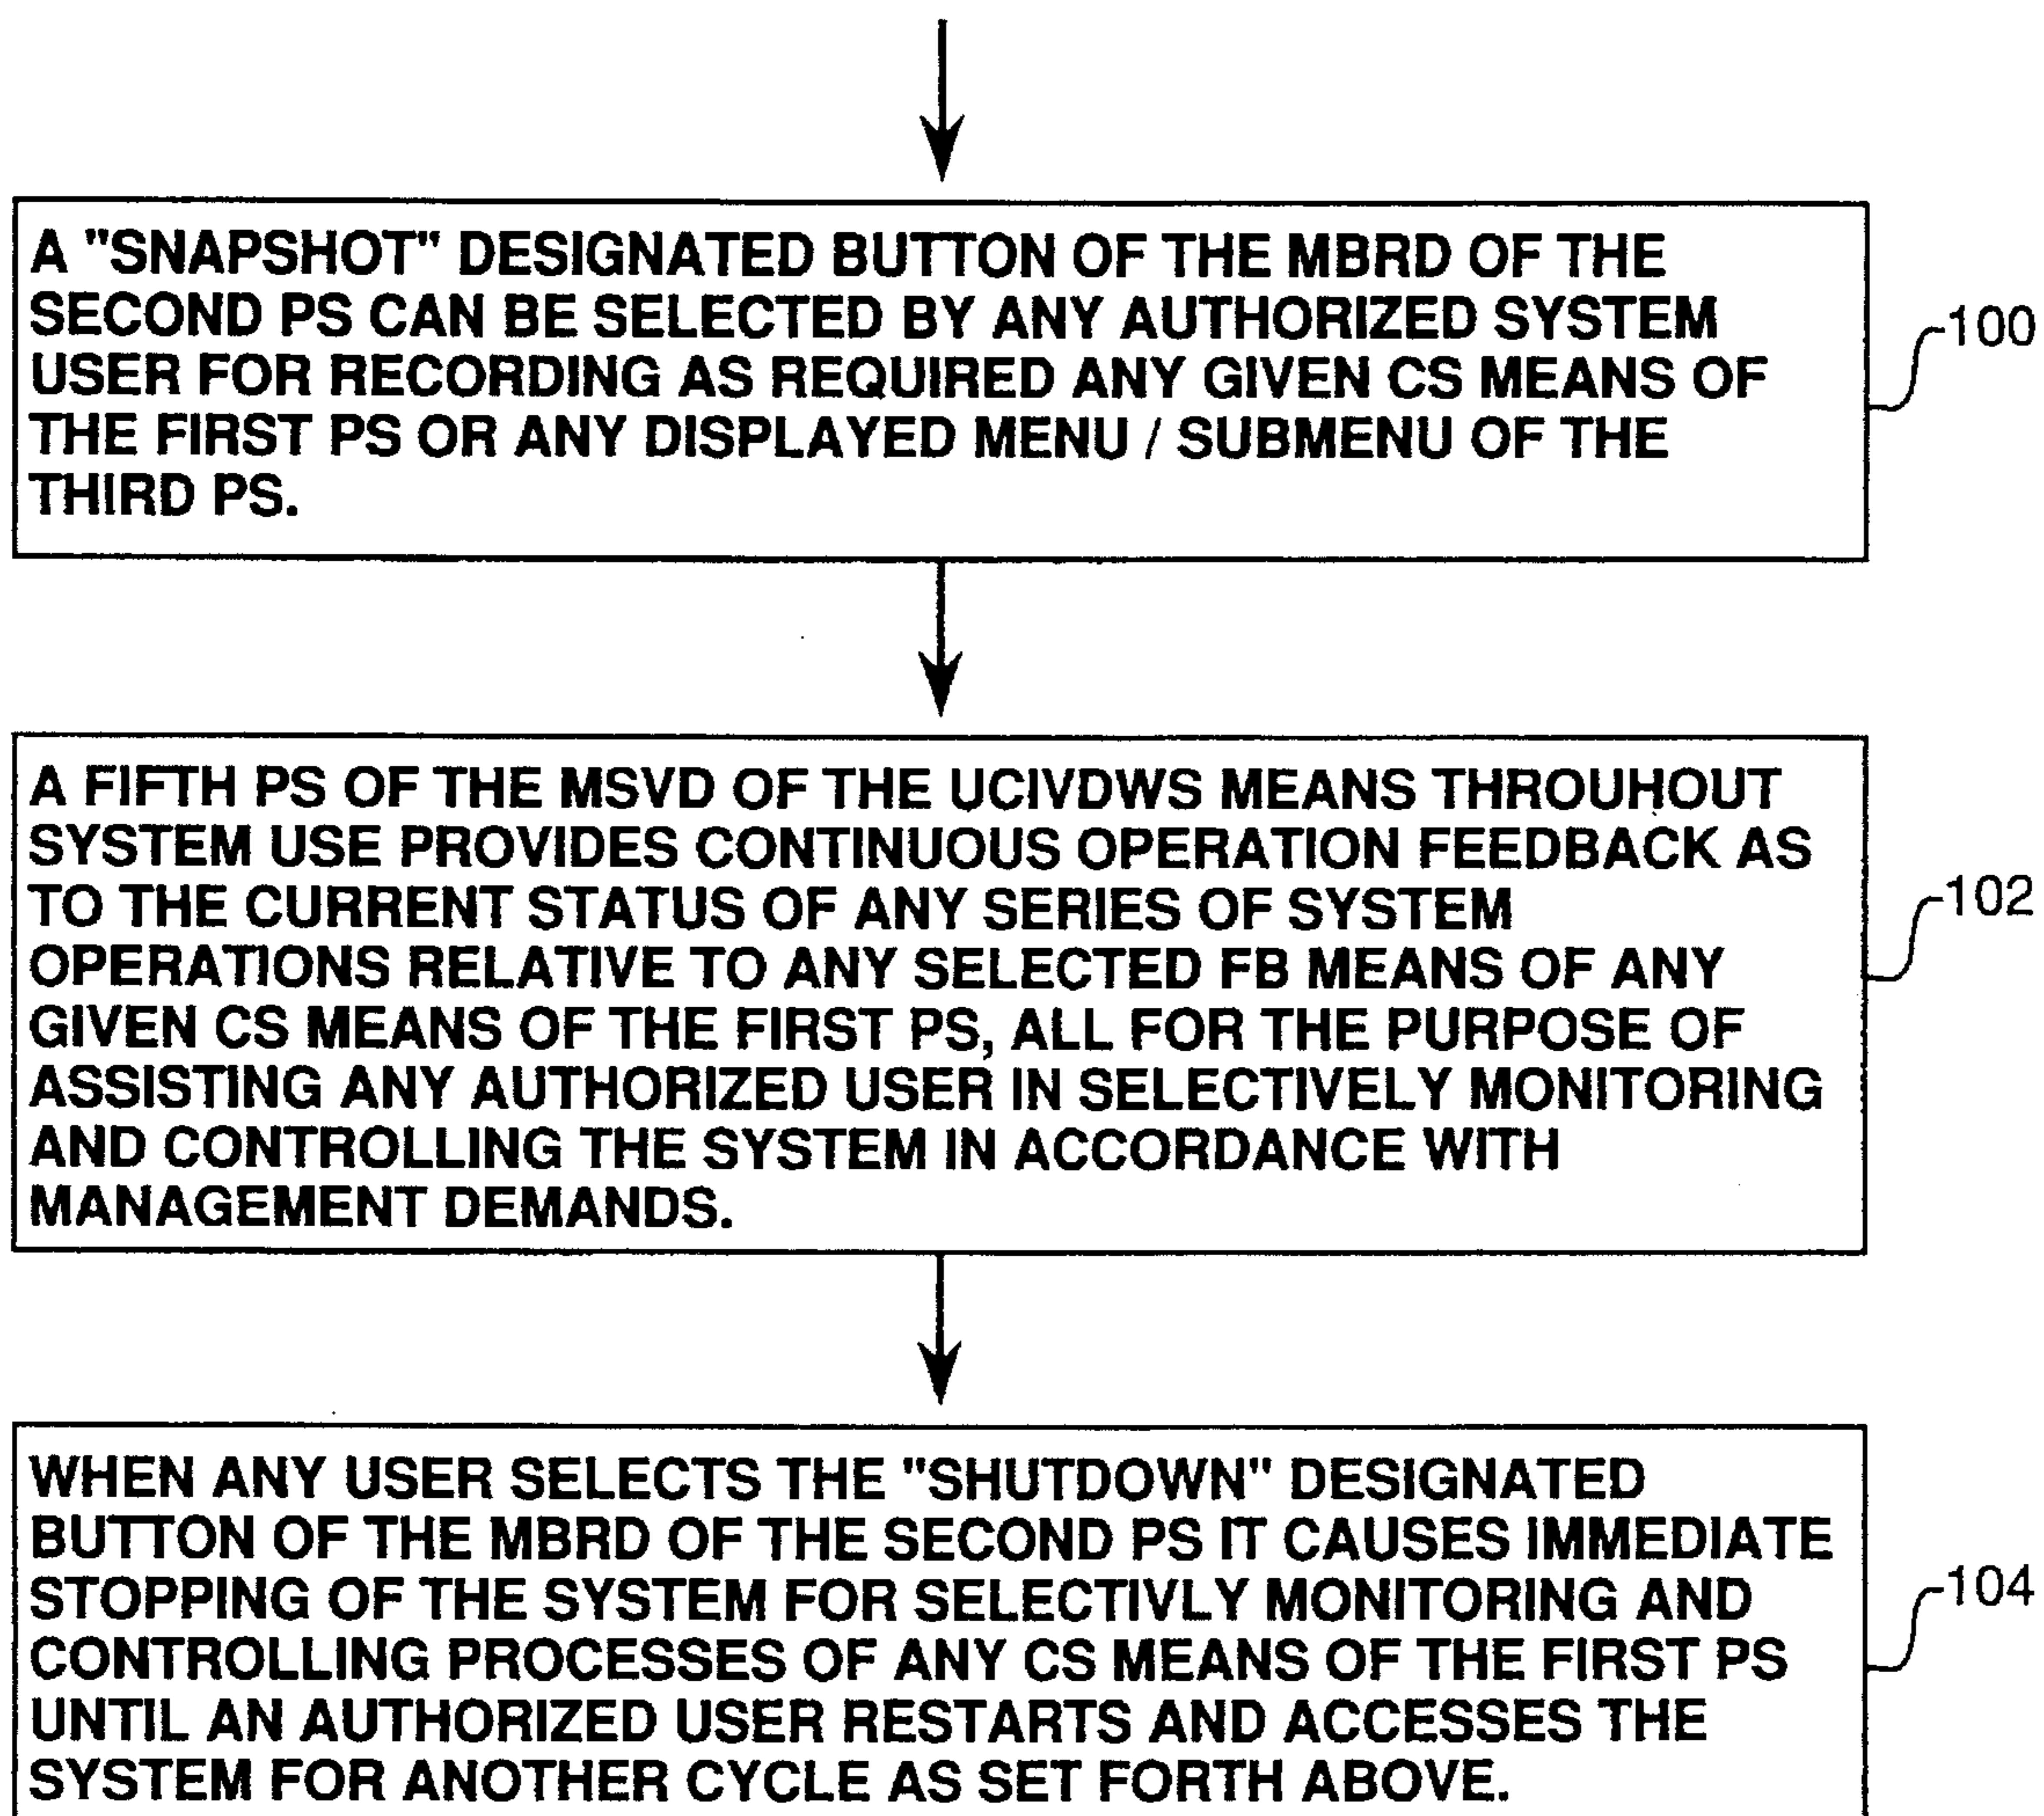 A "SNAPSHOT" DESIGNATED BUTTON OF THE MBRD OF THE
SECOND PS CAN BE SELECTED BY ANY AUTHORIZED SYSTEM
USER FOR RECORDING AS REQUIRED ANY GIVEN CS MEANS OF
THE FIRST PS OR ANY DISPLAYED MENU / SUBMENU OF THE
THIRD PS.
100
A FIFTH PS OF THE MSVD OF THE UCIVDWS MEANS THROUHOUT
SYSTEM USE PROVIDES CONTINUOUS OPERATION FEEDBACK AS
TO THE CURRENT STATUS OF ANY SERIES OF SYSTEM
OPERATIONS RELATIVE TO ANY SELECTED FB MEANS OF ANY
GIVEN CS MEANS OF THE FIRST PS, ALL FOR THE PURPOSE OF
ASSISTING ANY AUTHORIZED USER IN SELECTIVELY MONITORING
AND CONTROLLING THE SYSTEM IN ACCORDANCE WITH
MANAGEMENT DEMANDS.
102
WHEN ANY USER SELECTS THE "SHUTDOWN" DESIGNATED
BUTTON OF THE MBRD OF THE SECOND PS IT CAUSES IMMEDIATE
STOPPING OF THE SYSTEM FOR SELECTIVLY MONITORING AND
CONTROLLING PROCESSES OF ANY CS MEANS OF THE FIRST PS
UNTIL AN AUTHORIZED USER RESTARTS AND ACCESSES THE
SYSTEM FOR ANOTHER CYCLE AS SET FORTH ABOVE.
104